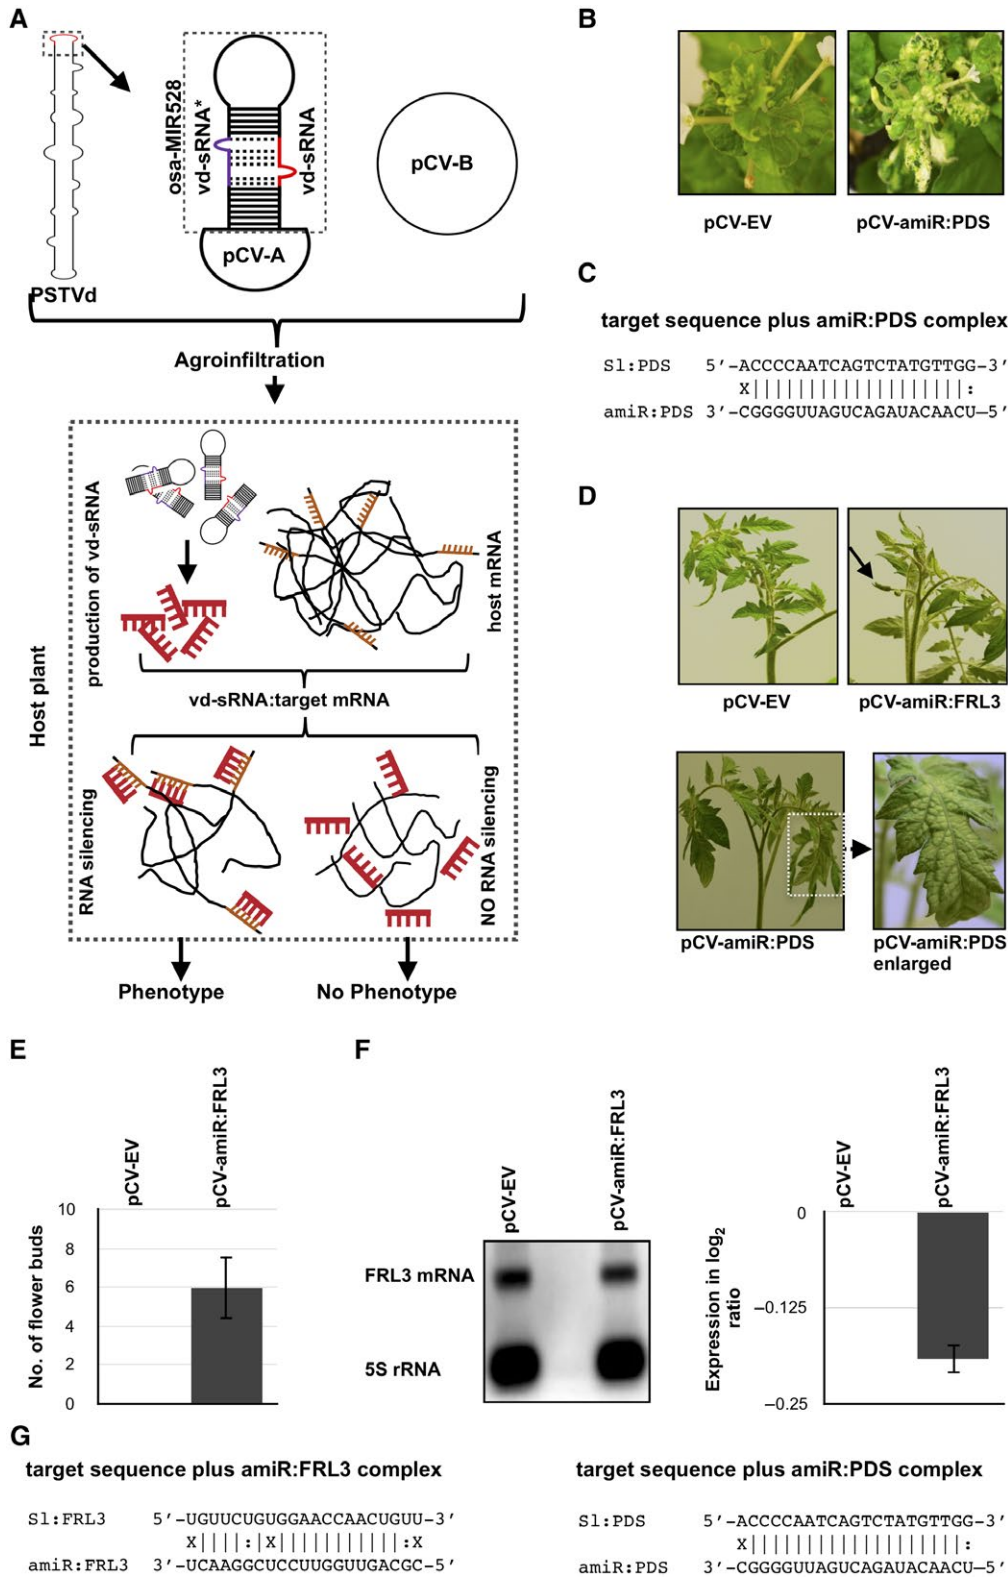 A
osa-MIR528
vd-sRNA*
vd-sRNA
pCV-A
pCV-B
PSTVd
Agroinfiltration
Host plant
production of vd-sRNA
host mRNA
vd-sRNA:target mRNA
RNA silencing
NO RNA silencing
Phenotype
No Phenotype
B
pCV-EV
pCV-amiR:PDS
C
target sequence plus amiR:PDS complex
Sl:PDS 5′-ACCCCAATCAGTCTATGTTGG-3′
X|||||||||||||||||||:
amiR:PDS 3′-CGGGGUUAGUCAGAUACAACU—5′
D
pCV-EV
pCV-amiR:FRL3
pCV-amiR:PDS
pCV-amiR:PDS
enlarged
E
pCV-EV
pCV-amiR:FRL3
No. of flower buds
10
8
6
4
2
0
F
pCV-EV
pCV-amiR:FRL3
FRL3 mRNA
5S rRNA
pCV-EV
pCV-amiR:FRL3
Expression in log2
ratio
0
−0.125
−0.25
G
target sequence plus amiR:FRL3 complex
Sl:FRL3 5′-UGUUCUGUGGAACCAACUGUU-3′
X||||:|X|||||||||||:X
amiR:FRL3 3′-UCAAGGCUCCUUGGUUGACGC-5′
target sequence plus amiR:PDS complex
Sl:PDS 5′-ACCCCAATCAGTCTATGTTGG-3′
X|||||||||||||||||||:
amiR:PDS 3′-CGGGGUUAGUCAGAUACAACU—5′